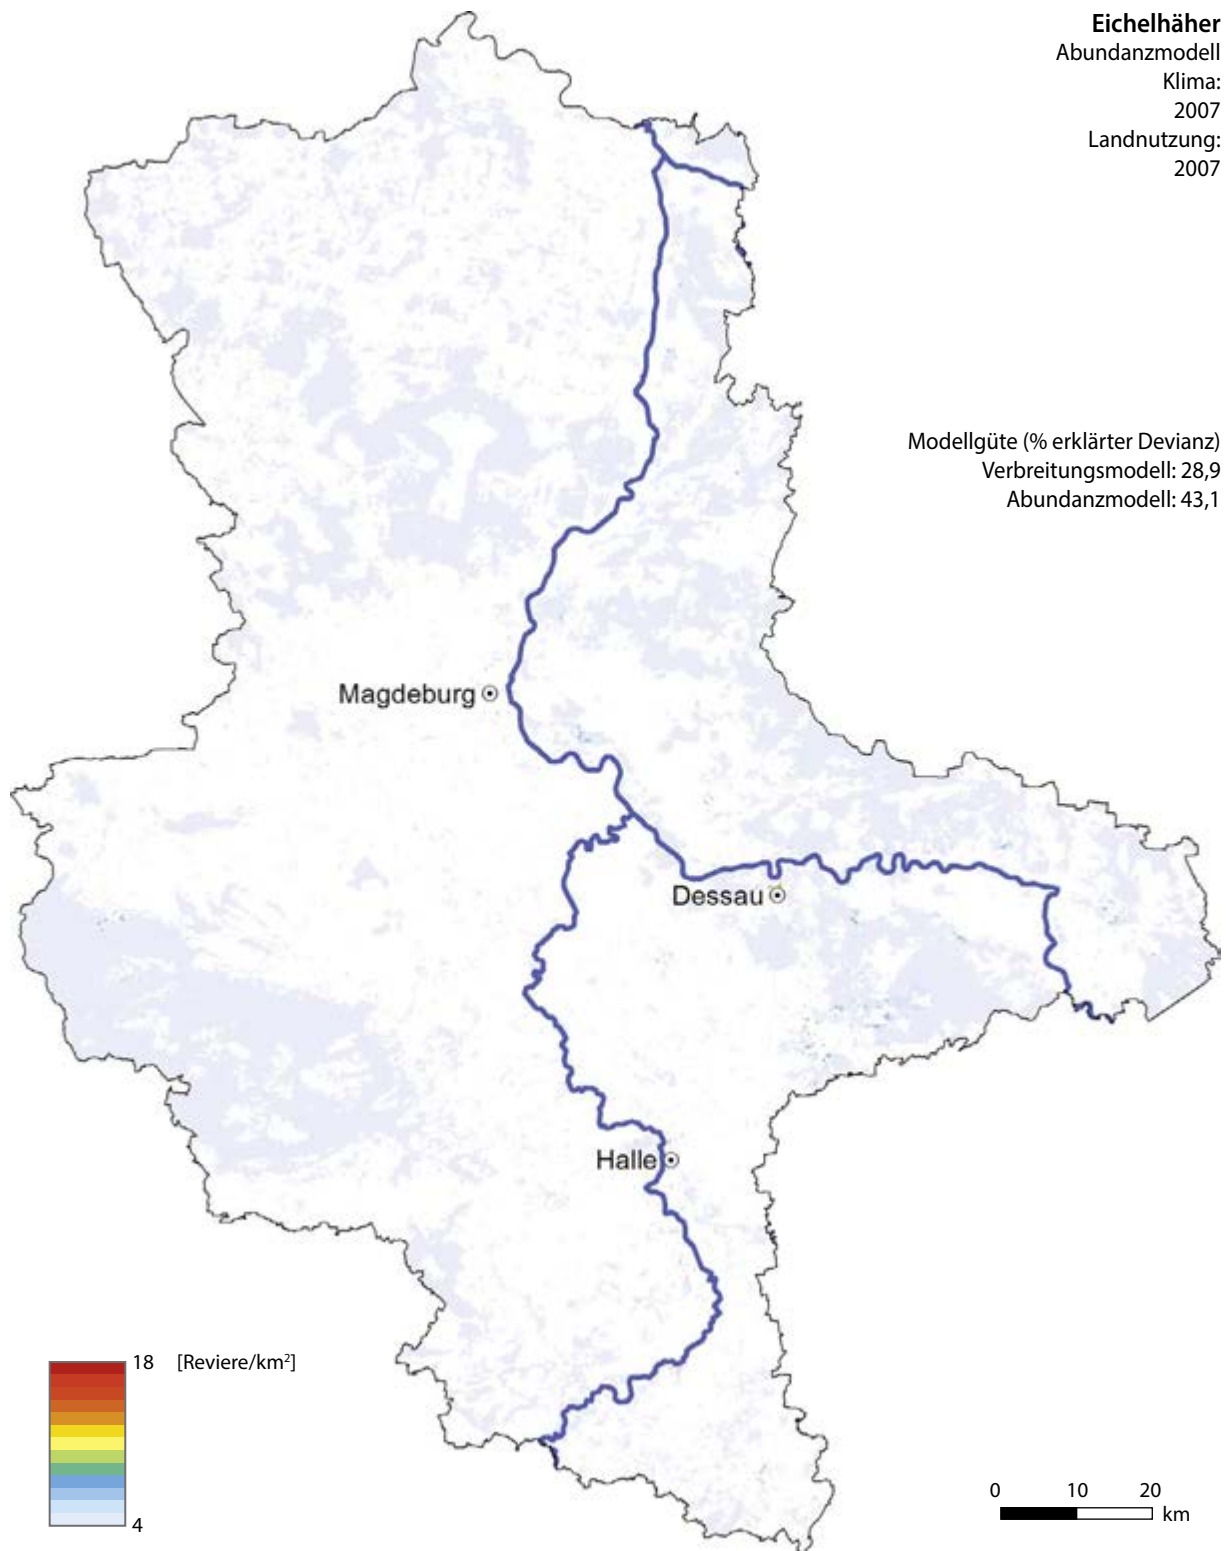 Eichelhäher
Abundanzmodell
Klima:
2007
Landnutzung:
2007
Modellgüte (% erklärter Devianz)
Verbreitungsmodell: 28,9
Abundanzmodell: 43,1
Magdeburg
Dessau
Halle
18 [Reviere/km²]
4
0 10 20
km